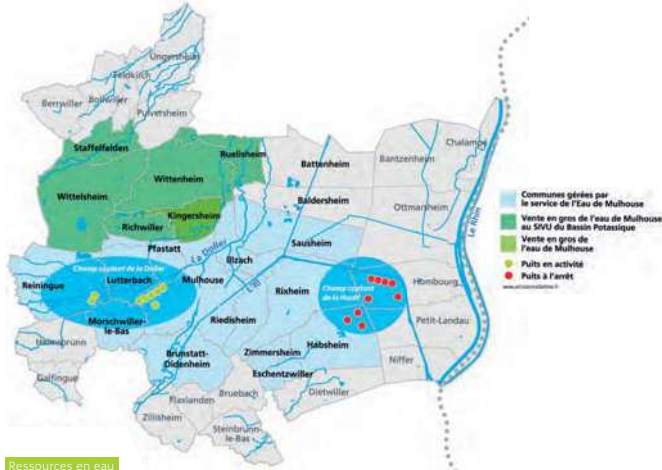 Ungersheim
Feldkirch
Berrwiller
Bollwiller
Pulversheim
Staffelfelden
Ruelisheim
Battenheim
Bantzenheim
Chalampé
Wittenheim
Wittelsheim
Baldersheim
Ottmarsheim
Kingersheim
Richwiller
Pfastatt
La Doller
Illzach
Sausheim
Le Rhin
Champ captant de la Doller
Lutterbach
Mulhouse
L'Ill
Reiningue
Rixheim
Champ captant
de la Hardt
Hombourg
Morschwiller-
le-Bas
Riedisheim
Petit-Landau
Habsheim
Brunstatt-
Didenheim
Zimmersheim
Niffer
Eschentzwiller
Galfingue
Flaxlanden
Bruebach
Dietwiller
Zillisheim
Steinbrunn-
le-Bas
Communes gérées par
le service de l'Eau de Mulhouse
Vente en gros de l'eau de Mulhouse
au SIVU du Bassin Potassique
Vente en gros de
l'eau de Mulhouse
Puits en activité
Puits à l'arrêt
Ressources en eau